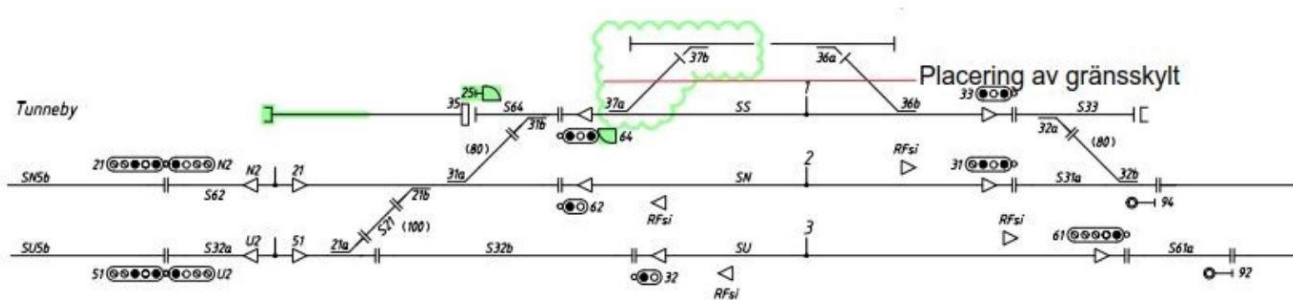 37b
36a
Placering av gränsskylt
25
35
S64
37a
1
36b
33
S33
Tunneby
31b
64
SS
32a
(80)
(80)
21
N2
31a
2
RFsi
31
32b
SN5b
N2
21
21b
SN
S31a
S62
S21
(100)
62
RFsi
94
U2
S1
21a
3
RFsi
61
SU5b
S32a
S32b
SU
S61a
S1
U2
32
RFsi
92